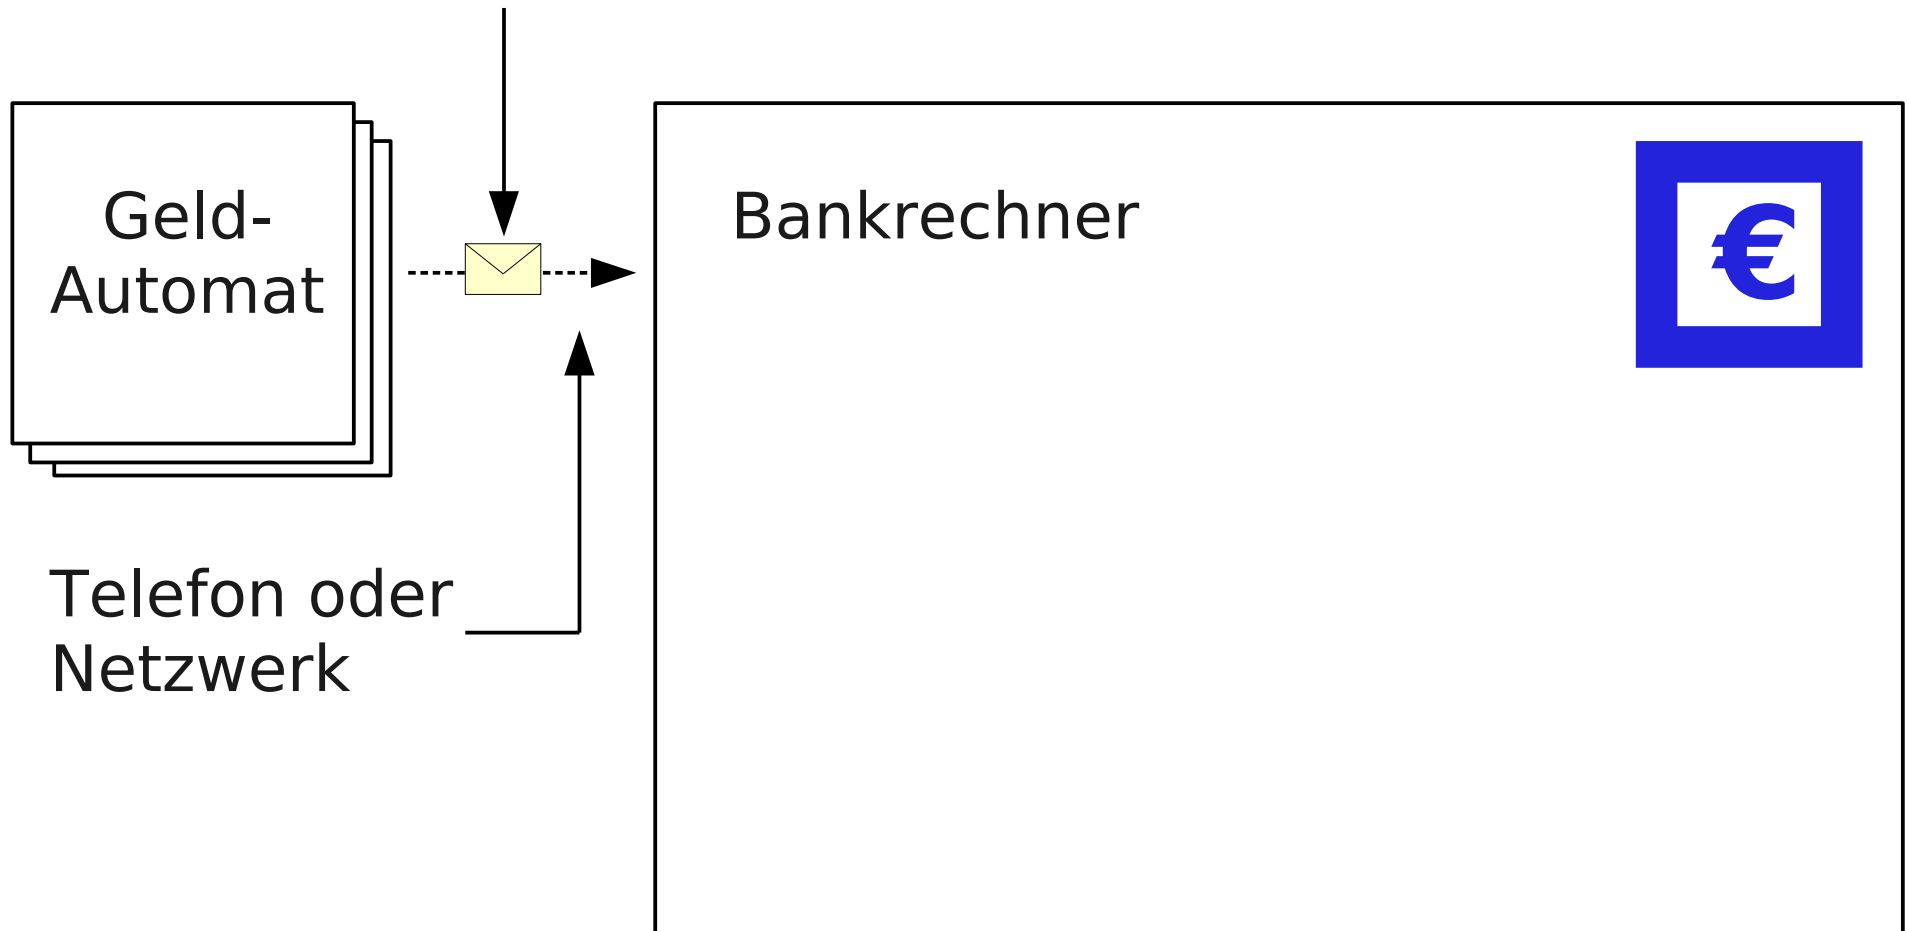 Geld-
Automat
Bankrechner
€
Telefon oder
Netzwerk